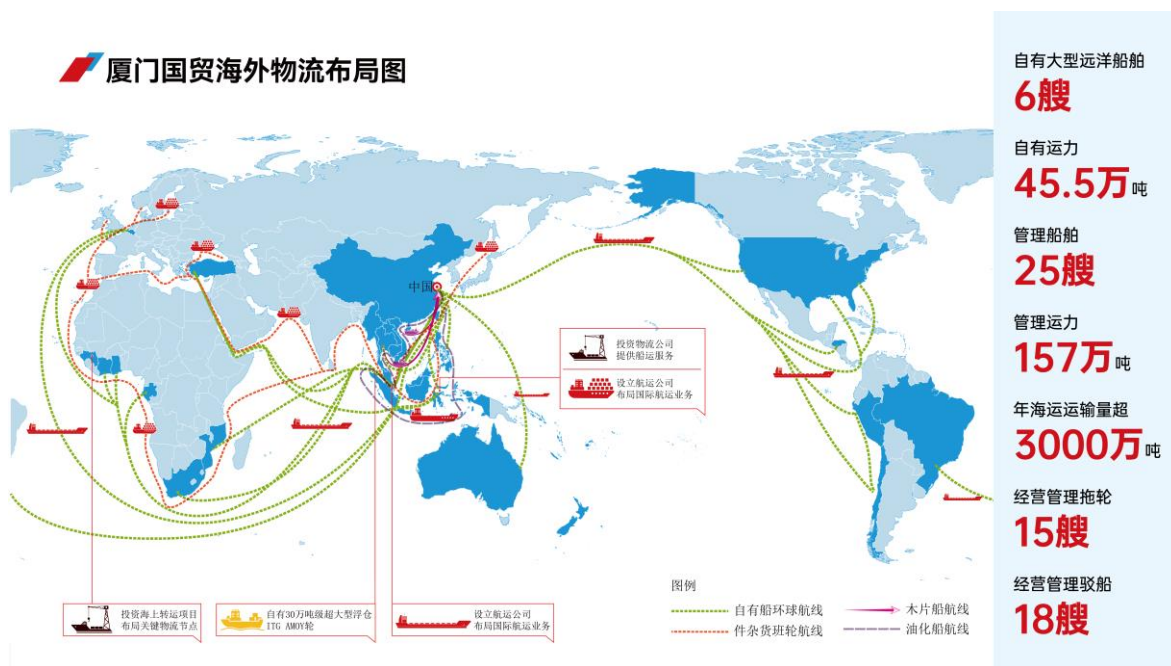 厦门国贸海外物流布局图
中国
投资物流公司
提供船运服务
设立航运公司
布局国际航运业务
投资海上转运项目
布局关键物流节点
自有30万吨级超大型浮仓
ITG AMOY轮
设立航运公司
布局国际航运业务
图例
自有船环球航线
木片船航线
件杂货班轮航线
油化船航线
自有大型远洋船舶
6艘
自有运力
45.5万吨
管理船舶
25艘
管理运力
157万吨
年海运运输量超
3000万吨
经营管理拖轮
15艘
经营管理驳船
18艘